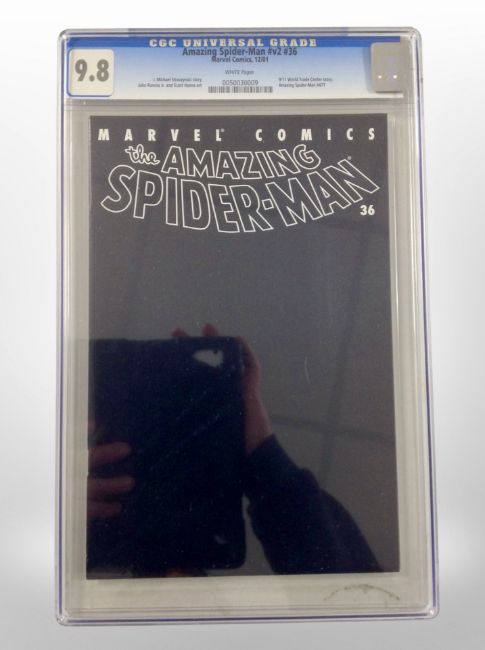 CGC UNIVERSAL GRADE
9.8
Amazing Spider-Man #v2 #36
Marvel Comics, 12/01
WHITE Pages
J. Michael Straczynski story
John Romita Jr. and Scott Hanna art
0050036009
9/11 World Trade Center story.
Amazing Spider-Man #477
MARVEL COMICS
the AMAZING
SPIDER-MAN
36